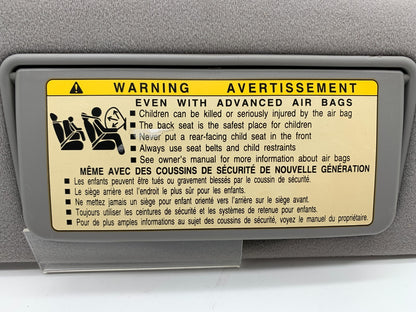 WARNING AVERTISSEMENT
EVEN WITH ADVANCED AIR BAGS
■ Children can be killed or seriously injured by the air bag
■ The back seat is the safest place for children
■ Never put a rear-facing child seat in the front
■ Always use seat belts and child restraints
■ See owner's manual for more information about air bags
MÊME AVEC DES COUSSINS DE SÉCURITÉ DE NOUVELLE GÉNÉRATION
■ Les enfants peuvent être tués ou gravement blessés par le coussin de sécurité.
■ Le siège arrière est l'endroit le plus sûr pour les enfants.
■ Ne mettez jamais un siège pour enfant orienté vers l'arrière sur le siège avant.
■ Toujours utiliser les ceintures de sécurité et les systèmes de retenue pour enfants.
■ Pour de plus amples informations au sujet des coussins de sécurité, voyez le manuel du propriétaire.